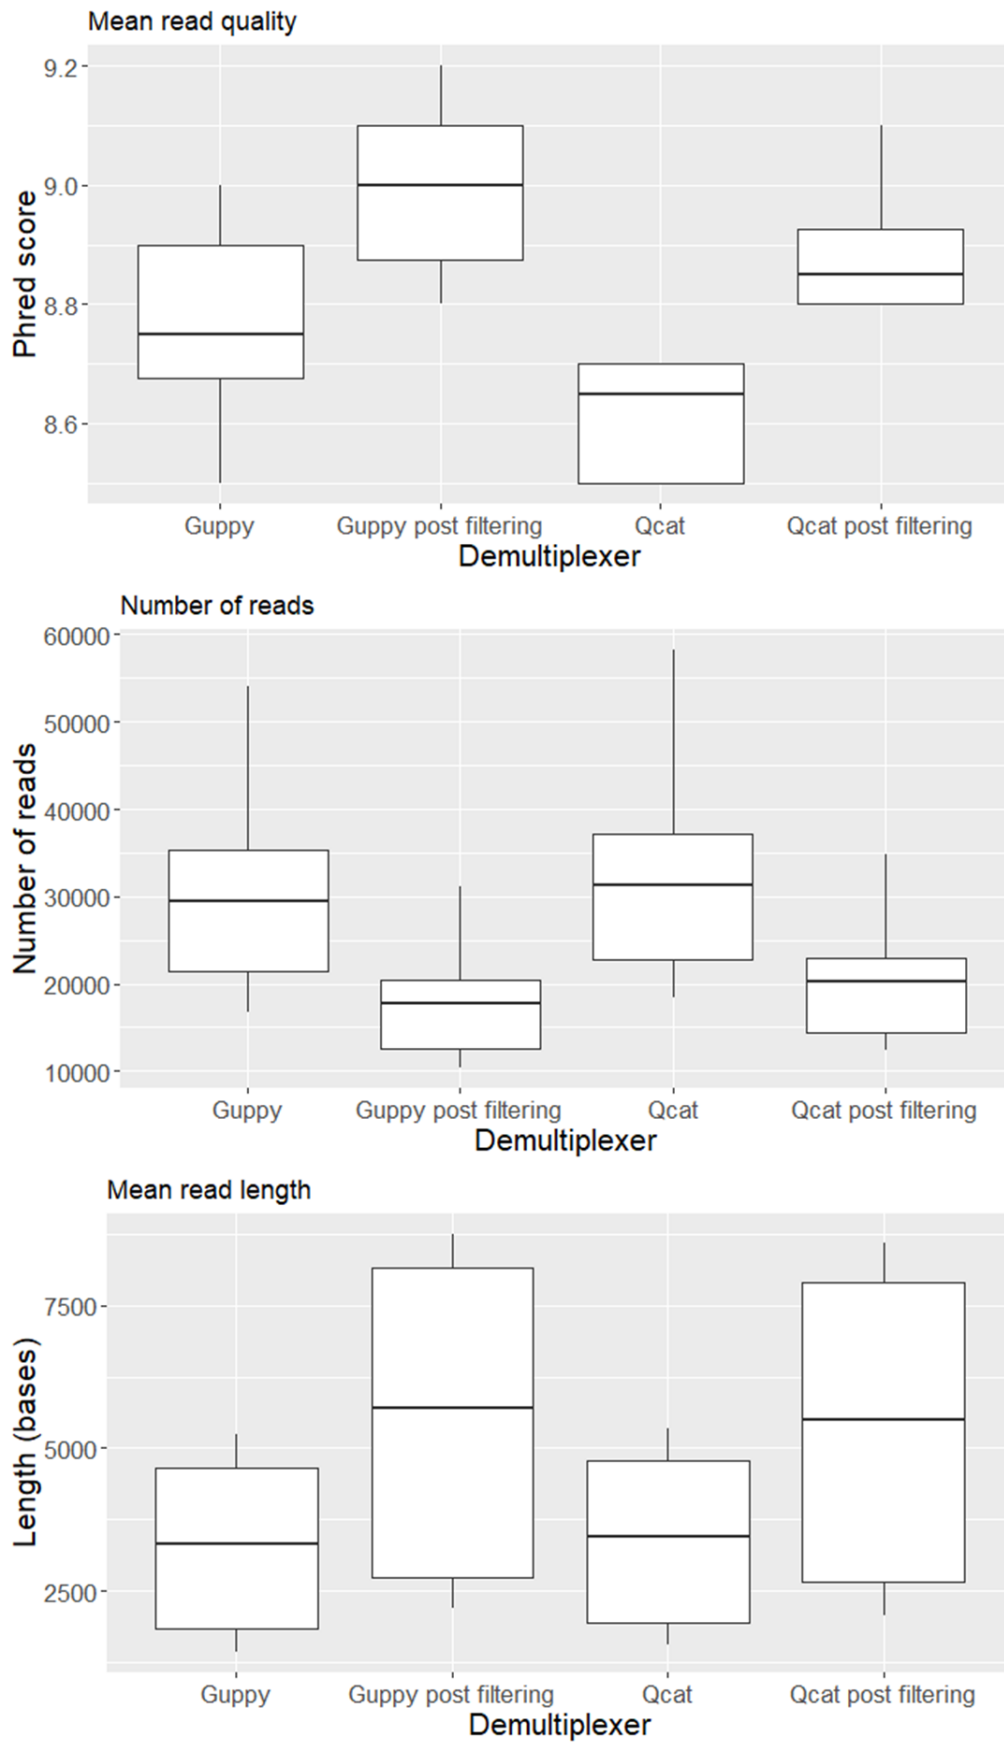 Mean read quality
Phred score
9.2
9.0
8.8
8.6
Guppy Guppy post filtering Qcat Qcat post filtering
Demultiplexer
Number of reads
Number of reads
60000
50000
40000
30000
20000
10000
Guppy Guppy post filtering Qcat Qcat post filtering
Demultiplexer
Mean read length
Length (bases)
7500
5000
2500
Guppy Guppy post filtering Qcat Qcat post filtering
Demultiplexer